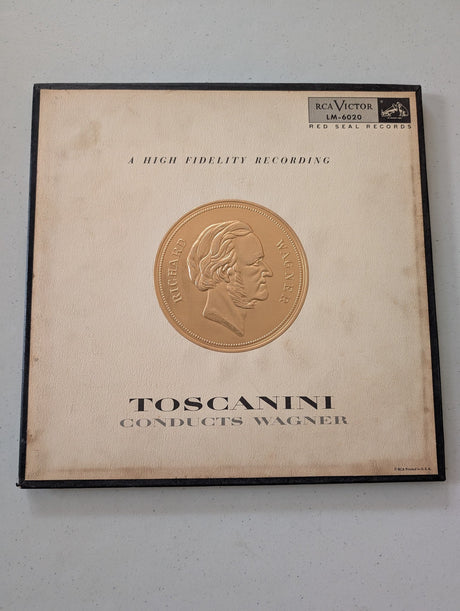 RCA VICTOR
LM-6020
RED SEAL RECORDS
A HIGH FIDELITY RECORDING
RICHARD WAGNER
TOSCANINI
CONDUCTS WAGNER